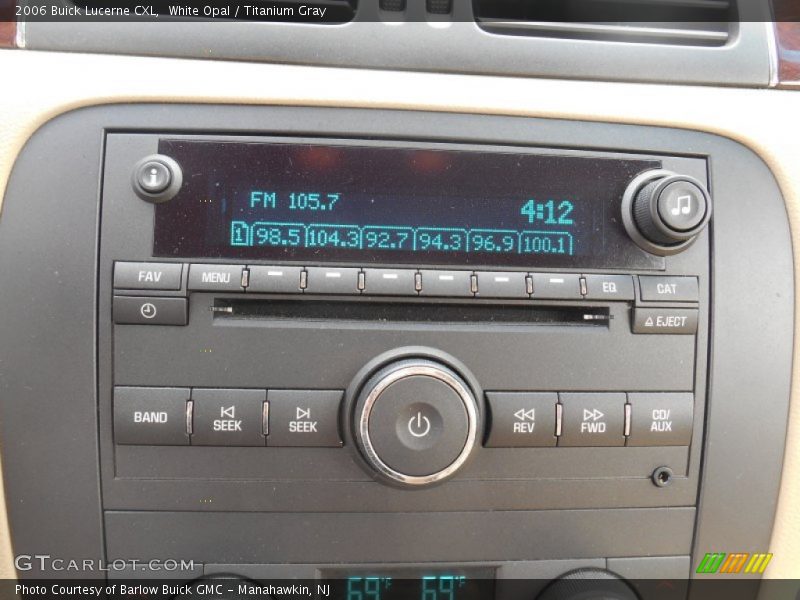 2006 Buick Lucerne CXL,  White Opal / Titanium Gray
i
FM 105.7
4:12
1 98.5 104.3 92.7 94.3 96.9 100.1
FAV MENU EQ CAT
EJECT
BAND SEEK SEEK REV FWD CD/
AUX
69°F 69°F
GTCARLOT.COM
Photo Courtesy of Barlow Buick GMC - Manahawkin, NJ